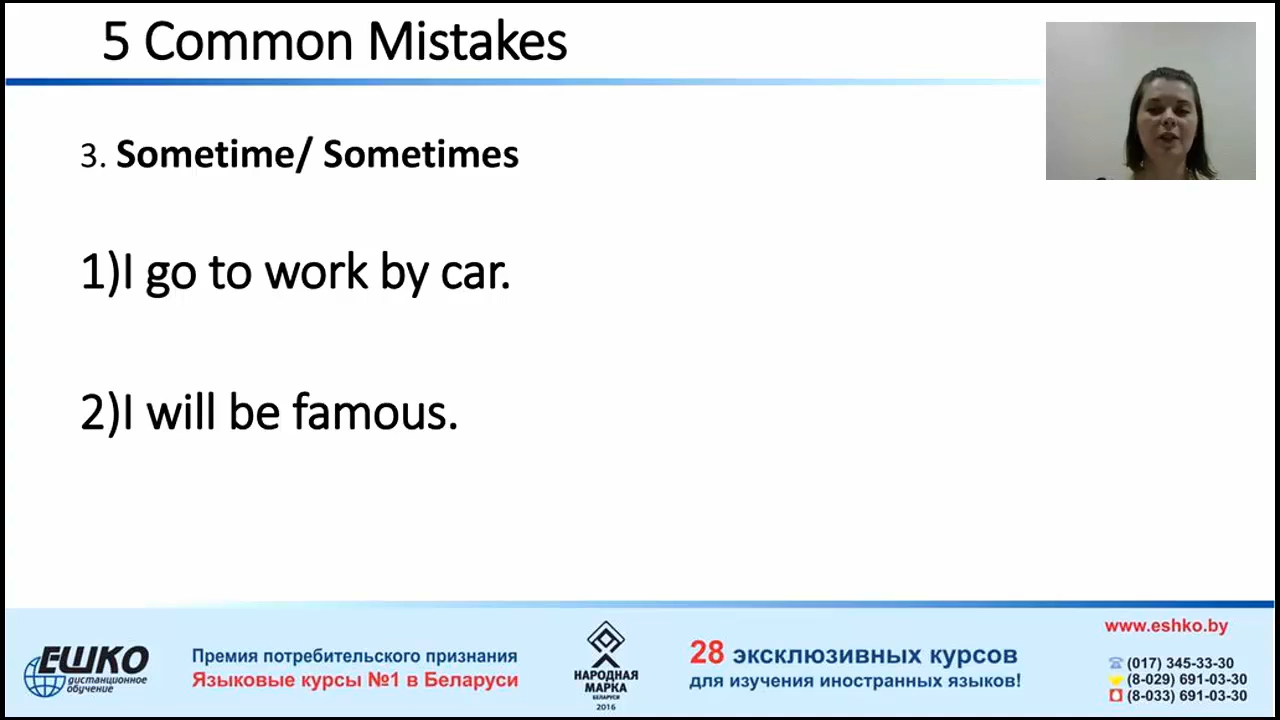 5 Common Mistakes
3. Sometime/ Sometimes
1)I go to work by car.
2)I will be famous.
ЕШКО
дистанционное
обучение
Премия потребительского признания
Языковые курсы №1 в Беларуси
НАРОДНАЯ
МАРКА
БЕЛАРУСИ
2016
28 эксклюзивных курсов
для изучения иностранных языков!
www.eshko.by
(017) 345-33-30
(8-029) 691-03-30
(8-033) 691-03-30